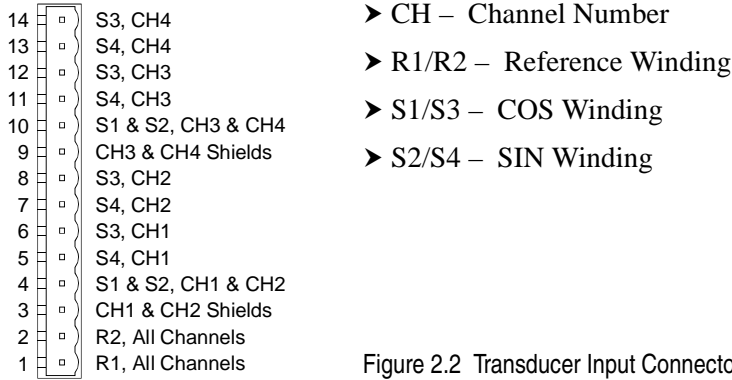 14 S3, CH4
13 S4, CH4
12 S3, CH3
11 S4, CH3
10 S1 & S2, CH3 & CH4
9 CH3 & CH4 Shields
8 S3, CH2
7 S4, CH2
6 S3, CH1
5 S4, CH1
4 S1 & S2, CH1 & CH2
3 CH1 & CH2 Shields
2 R2, All Channels
1 R1, All Channels
➤ CH – Channel Number
➤ R1/R2 – Reference Winding
➤ S1/S3 – COS Winding
➤ S2/S4 – SIN Winding
Figure 2.2 Transducer Input